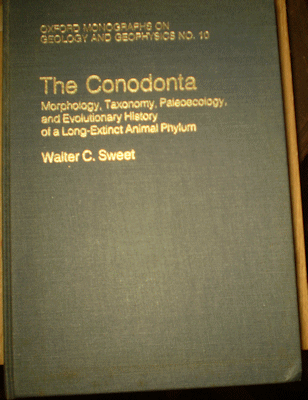 OXFORD MONOGRAPHS ON
GEOLOGY AND GEOPHYSICS NO. 10
The Conodonta
Morphology, Taxonomy, Paleoecology,
and Evolutionary History
of a Long-Extinct Animal Phylum
Walter C. Sweet